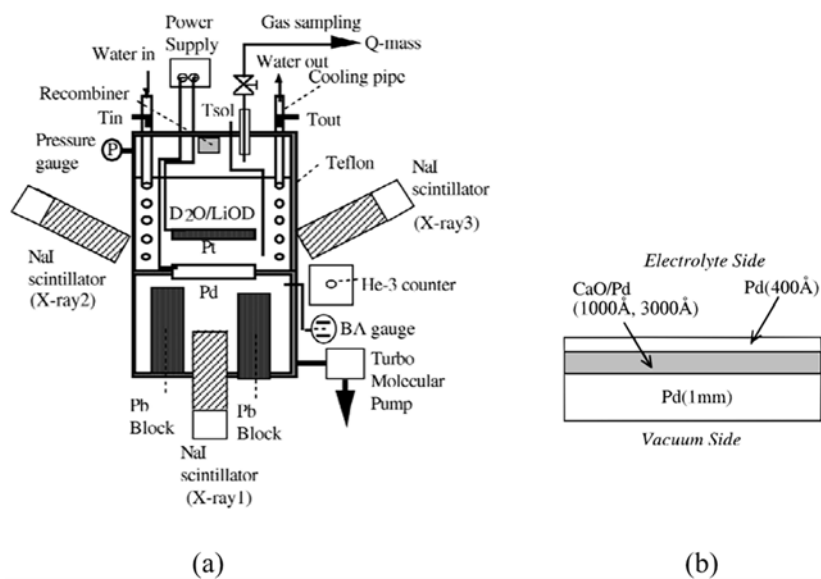 Power
Supply
Gas sampling
Q-mass
Water in
Water out
Cooling pipe
Recombiner
Tsol
Tin
Tout
Pressure
gauge
P
Teflon
NaI
scintillator
(X-ray3)
D2O/LiOD
Pt
NaI
scintillator
(X-ray2)
Pd
He-3 counter
BA gauge
Turbo
Molecular
Pump
Pb
Block
Pb
Block
NaI
scintillator
(X-ray1)
(a)
Electrolyte Side
CaO/Pd
(1000Å, 3000Å)
Pd(400Å)
Pd(1mm)
Vacuum Side
(b)